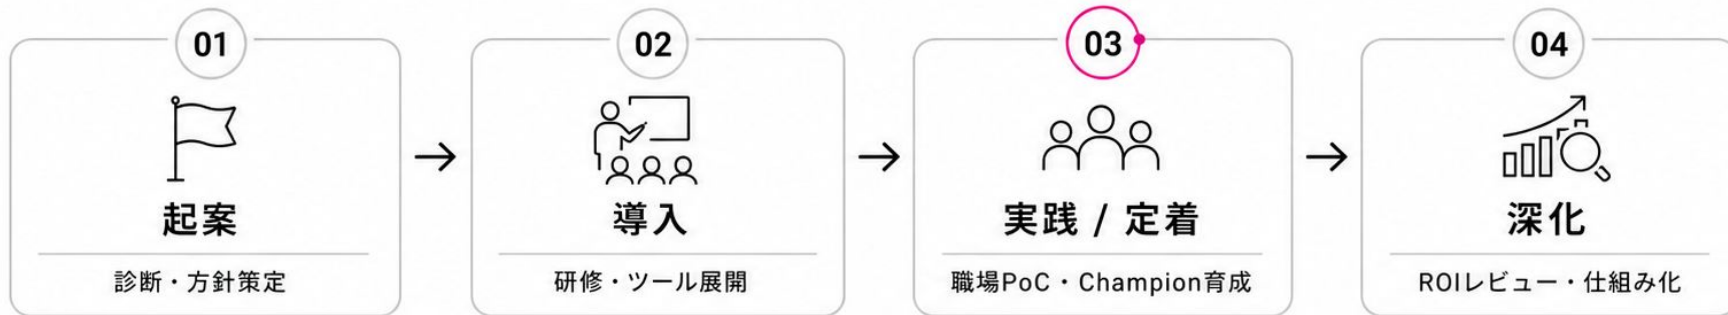 01
起案
診断・方針策定
02
導入
研修・ツール展開
03
実践 / 定着
職場PoC・Champion育成
04
深化
ROIレビュー・仕組み化